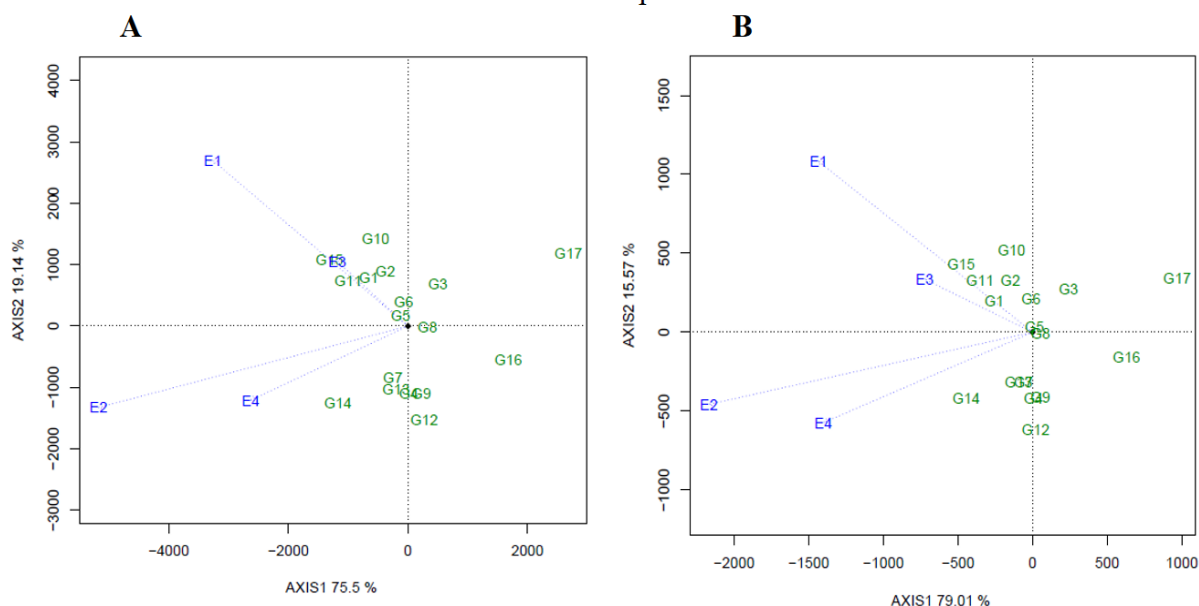 A
B
4000
3000
2000
1000
0
−1000
−2000
−3000
AXIS2 19.14 %
E1
G10
G17
E3
G11
G1
G2
G3
G6
G5
G8
G16
G7
G9
E2
E4
G14
G12
−4000
−2000
0
2000
AXIS1 75.5 %
1500
1000
500
0
−500
−1000
AXIS2 15.57 %
E1
G10
G15
E3
G11
G2
G1
G6
G3
G17
G5
G8
G16
G14
G9
E2
E4
G12
−2000
−1500
−1000
−500
0
500
1000
AXIS1 79.01 %